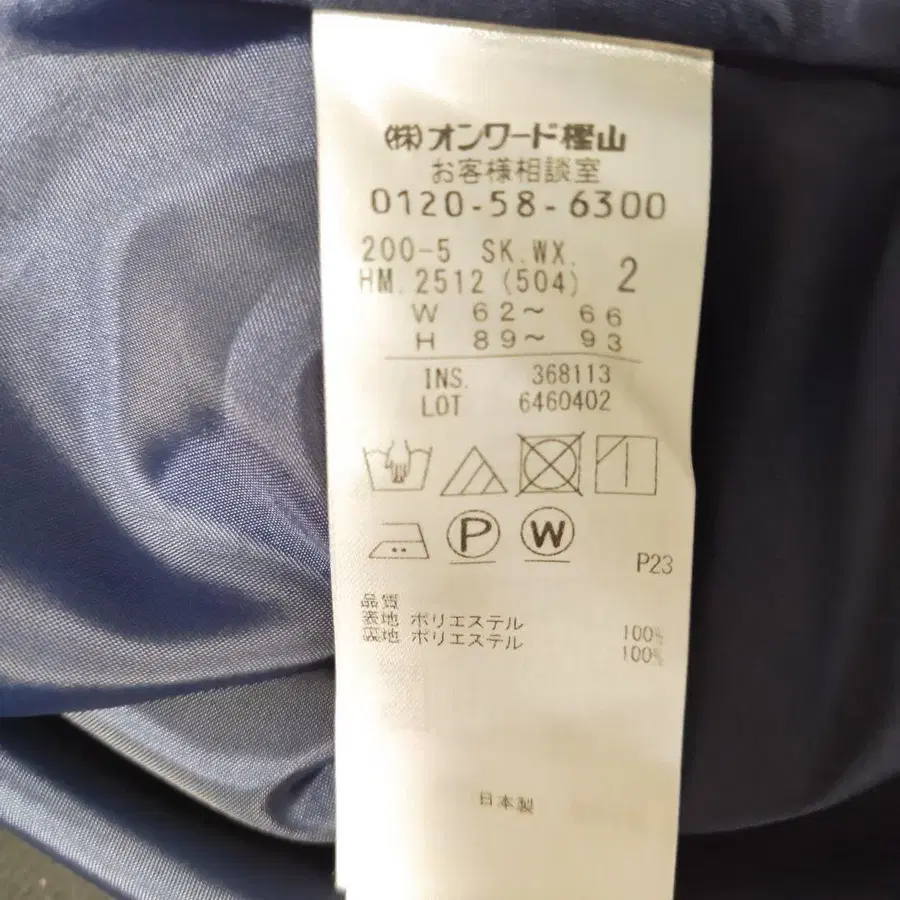 (株)オンワード樫山
お客様相談室
0120-58-6300
200-5 SK.WX.
HM.2512(504) 2
W 62~ 66
H 89~ 93
INS. 368113
LOT 6460402
P W
P23
品質
表地 ポリエステル 100%
裏地 ポリエステル 100%
日本製